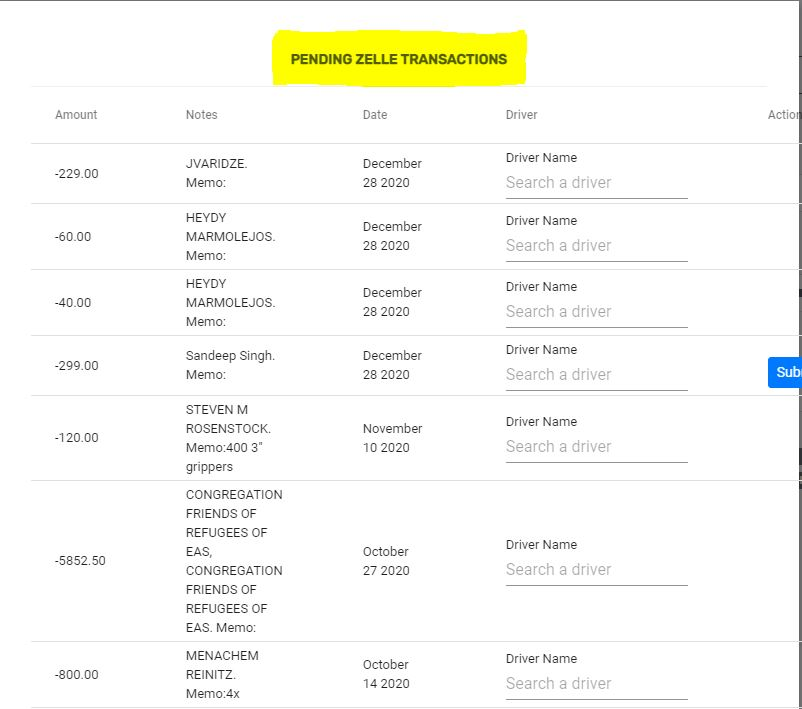 PENDING ZELLE TRANSACTIONS
Amount Notes Date Driver Action
-229.00 JVARIDZE. Memo: December 28 2020 Driver Name Search a driver
-60.00 HEYDY MARMOLEJOS. Memo: December 28 2020 Driver Name Search a driver
-40.00 HEYDY MARMOLEJOS. Memo: December 28 2020 Driver Name Search a driver
-299.00 Sandeep Singh. Memo: December 28 2020 Driver Name Search a driver
-120.00 STEVEN M ROSENSTOCK. Memo:400 3" grippers November 10 2020 Driver Name Search a driver
-5852.50 CONGREGATION FRIENDS OF REFUGEES OF EAS, CONGREGATION FRIENDS OF REFUGEES OF EAS. Memo: October 27 2020 Driver Name Search a driver
-800.00 MENACHEM REINITZ. Memo:4x October 14 2020 Driver Name Search a driver